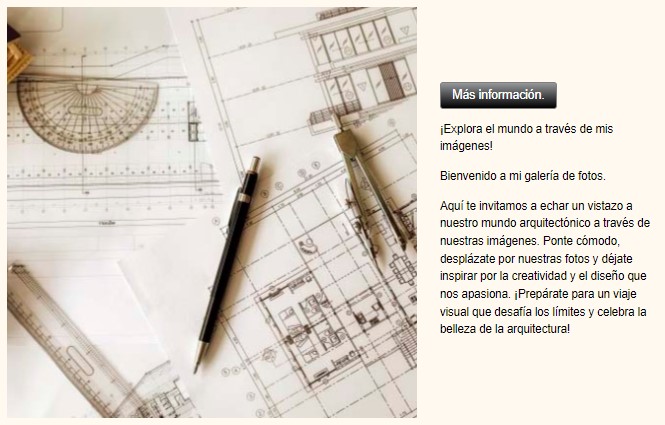 Más información.
¡Explora el mundo a través de mis
imágenes!
Bienvenido a mi galería de fotos.
Aquí te invitamos a echar un vistazo a
nuestro mundo arquitectónico a través de
nuestras imágenes. Ponte cómodo,
desplázate por nuestras fotos y déjate
inspirar por la creatividad y el diseño que
nos apasiona. ¡Prepárate para un viaje
visual que desafía los límites y celebra la
belleza de la arquitectura!